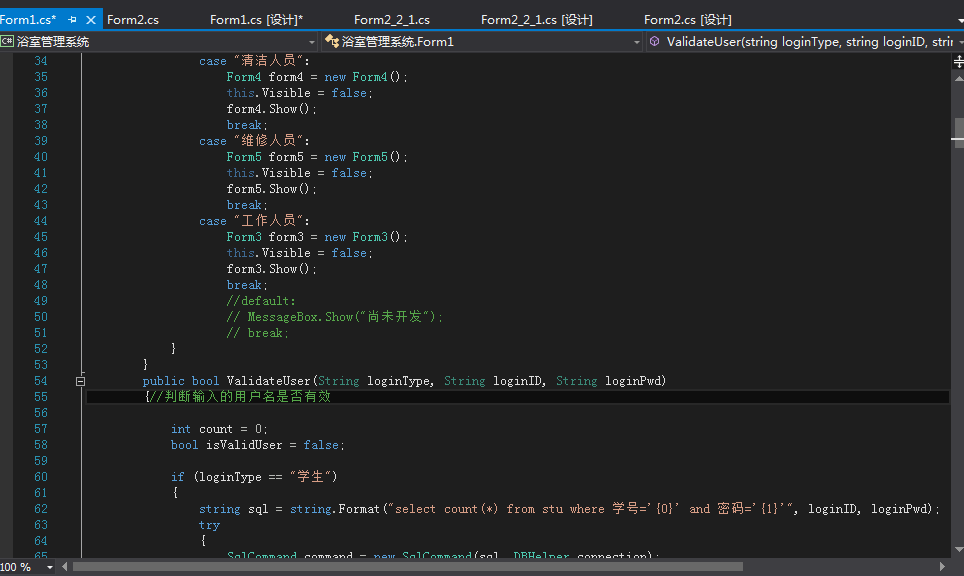 Form1.cs* Form2.cs Form1.cs [设计]* Form2_2_1.cs Form2_2_1.cs [设计] Form2.cs [设计]
C# 浴室管理系统 浴室管理系统.Form1 ValidateUser(string loginType, string loginID, strin
34 case "清洁人员":
35 Form4 form4 = new Form4();
36 this.Visible = false;
37 form4.Show();
38 break;
39 case "维修人员":
40 Form5 form5 = new Form5();
41 this.Visible = false;
42 form5.Show();
43 break;
44 case "工作人员":
45 Form3 form3 = new Form3();
46 this.Visible = false;
47 form3.Show();
48 break;
49 //default:
50 // MessageBox.Show("尚未开发");
51 // break;
52 }
53 }
54 public bool ValidateUser(String loginType, String loginID, String loginPwd)
55 {//判断输入的用户名是否有效
56
57 int count = 0;
58 bool isValidUser = false;
59
60 if (loginType == "学生")
61 {
62 string sql = string.Format("select count(*) from stu where 学号='{0}' and 密码='{1}'", loginID, loginPwd);
63 try
64 {
65 SqlCommand command = new SqlCommand(sql, DBHelper.connection);
100 %